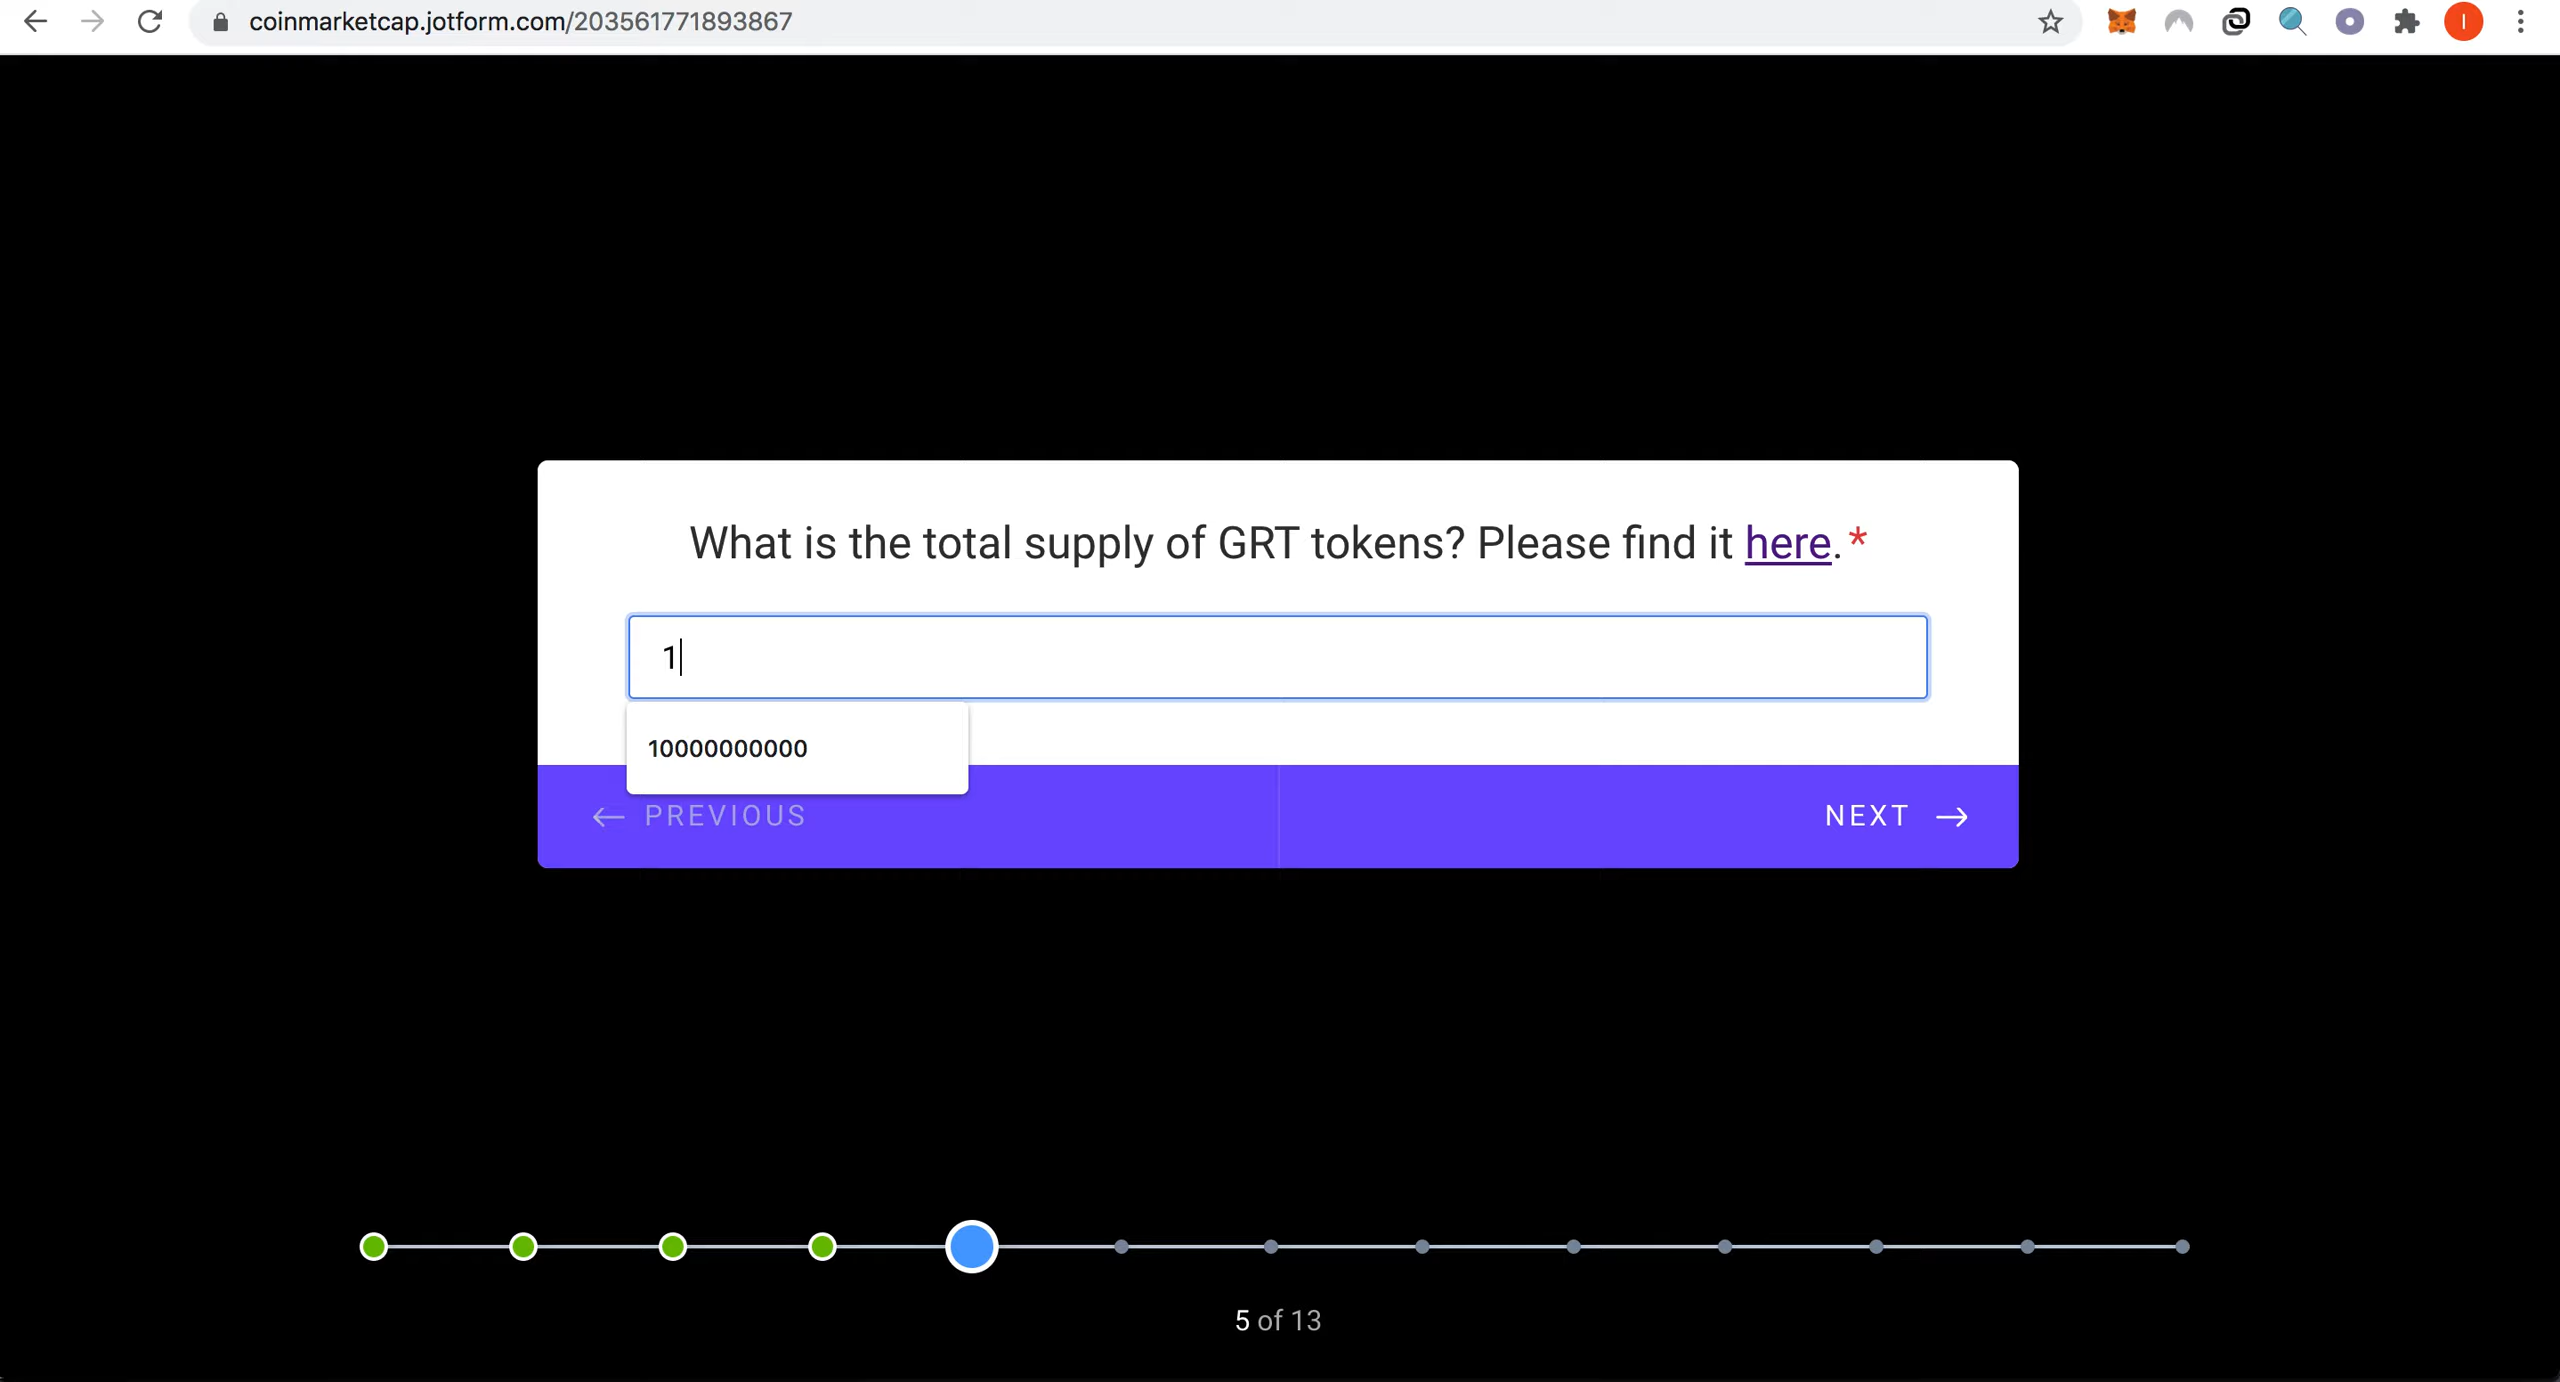 coinmarketcap.jotform.com/203561771893867
I
What is the total supply of GRT tokens? Please find it here.*
1
10000000000
← PREVIOUS
NEXT →
5 of 13